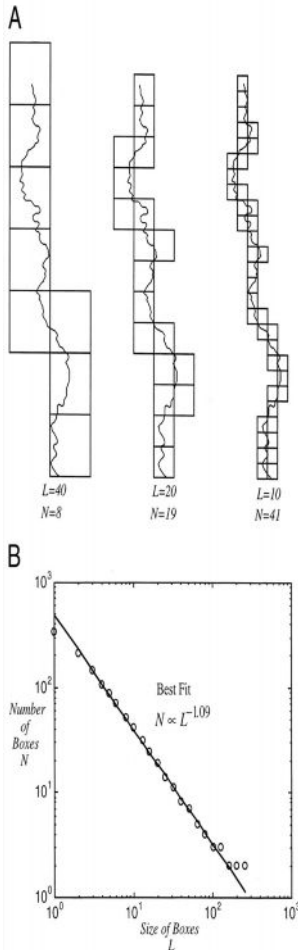 A
L=40
L=20
L=10
N=8
N=19
N=41
B
10³
Best Fit
N ∝ L⁻¹·⁰⁹
10²
Number
of
Boxes
N
10¹
10⁰
10⁰ 10¹ 10² 10³
Size of Boxes
L